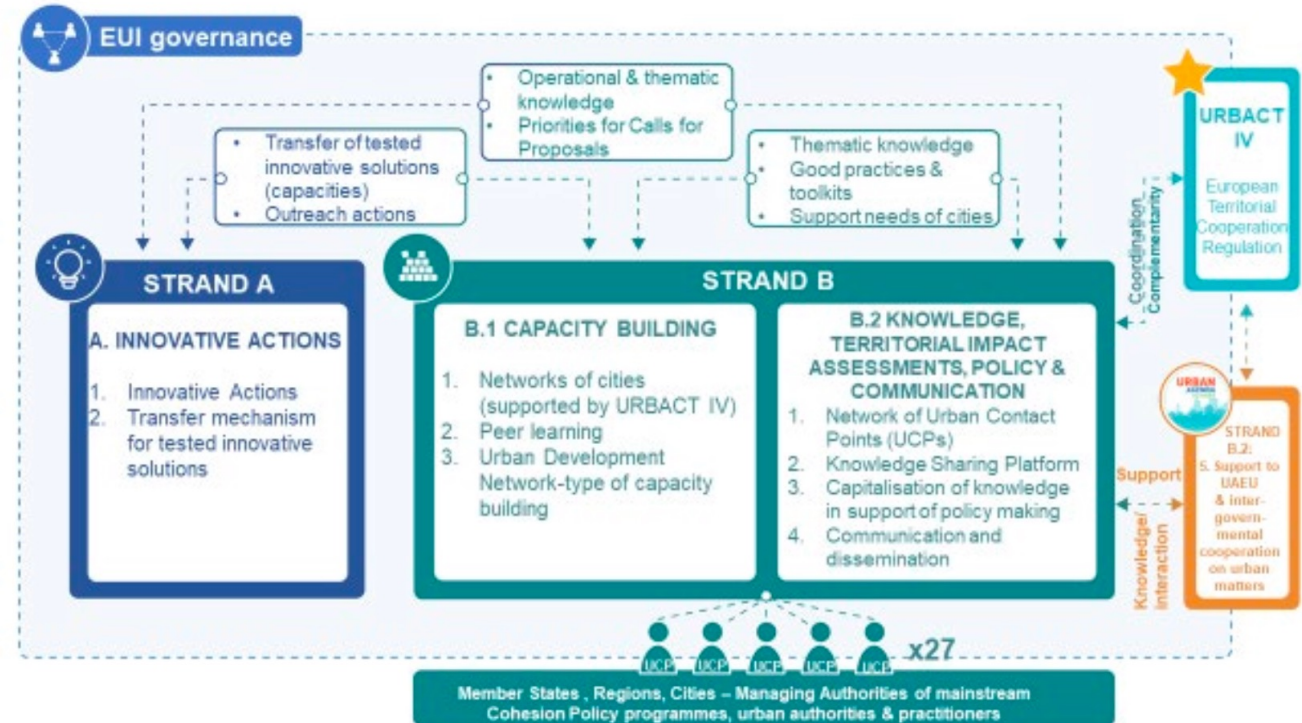 EUI governance
• Operational & thematic
knowledge
• Priorities for Calls for
Proposals
• Transfer of tested
innovative solutions
(capacities)
• Outreach actions
• Thematic knowledge
• Good practices &
toolkits
• Support needs of cities
STRAND A
A. INNOVATIVE ACTIONS
1. Innovative Actions
2. Transfer mechanism
for tested innovative
solutions
STRAND B
B.1 CAPACITY BUILDING
1. Networks of cities
(supported by URBACT IV)
2. Peer learning
3. Urban Development
Network-type of capacity
building
B.2 KNOWLEDGE,
TERRITORIAL IMPACT
ASSESSMENTS, POLICY &
COMMUNICATION
1. Network of Urban Contact
Points (UCPs)
2. Knowledge Sharing Platform
3. Capitalisation of knowledge
in support of policy making
4. Communication and
dissemination
Coordination
Complementarity
URBACT
IV
European
Territorial
Cooperation
Regulation
Support
Knowledge/
interaction
URBAN
AGENDA
STRAND
B.2:
5. Support to
UAEU
& inter-
govern-
mental
cooperation
on urban
matters
UCP UCP UCP UCP UCP
x27
Member States , Regions, Cities – Managing Authorities of mainstream
Cohesion Policy programmes, urban authorities & practitioners